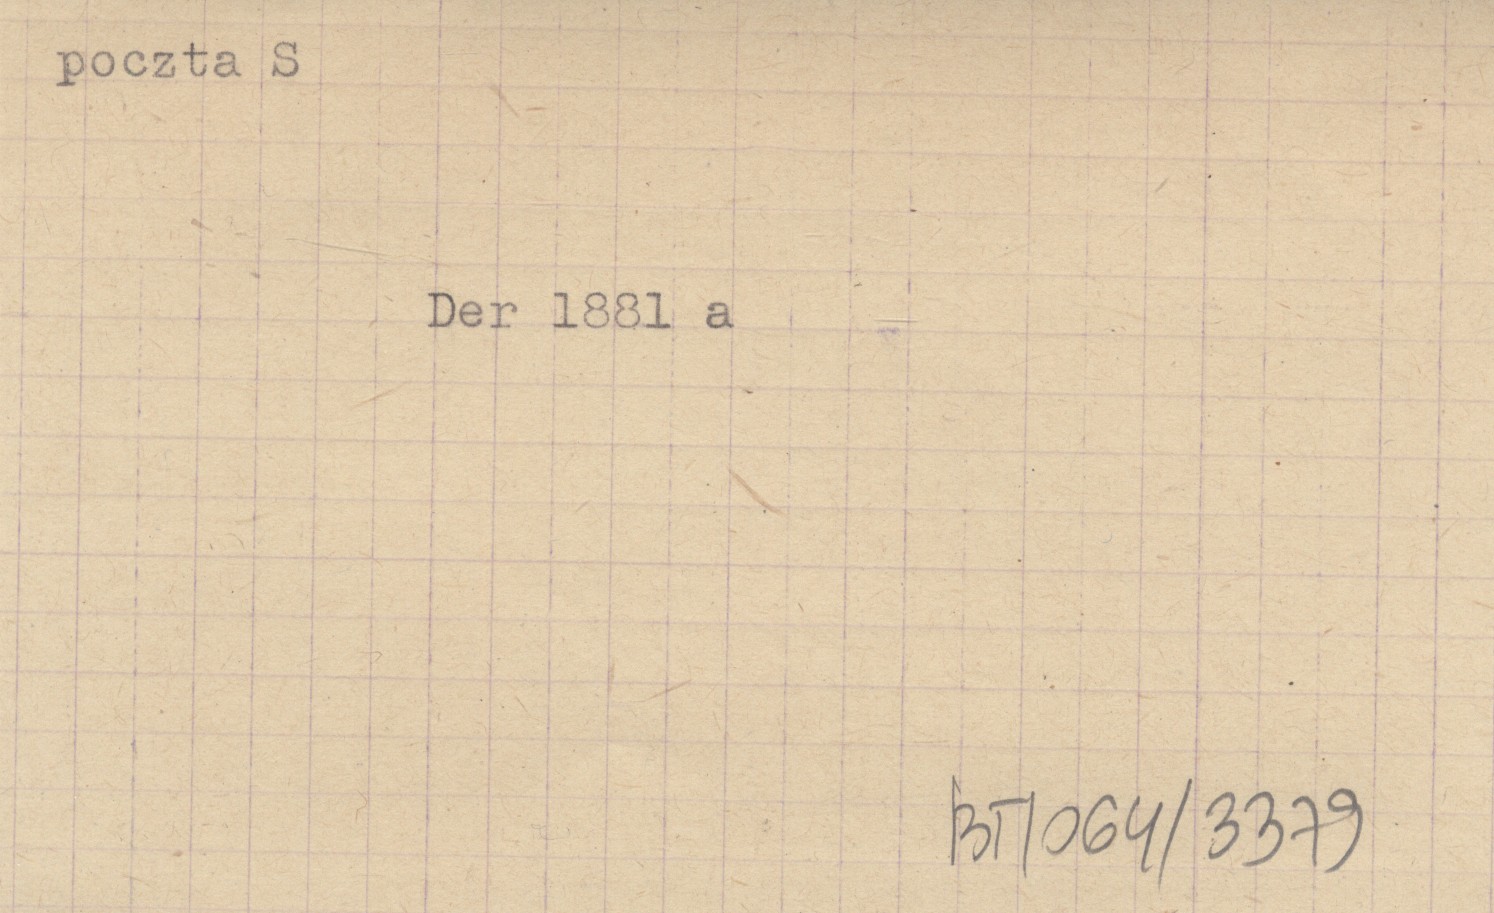 poczta S
Der 1881 a
BT/064/3379